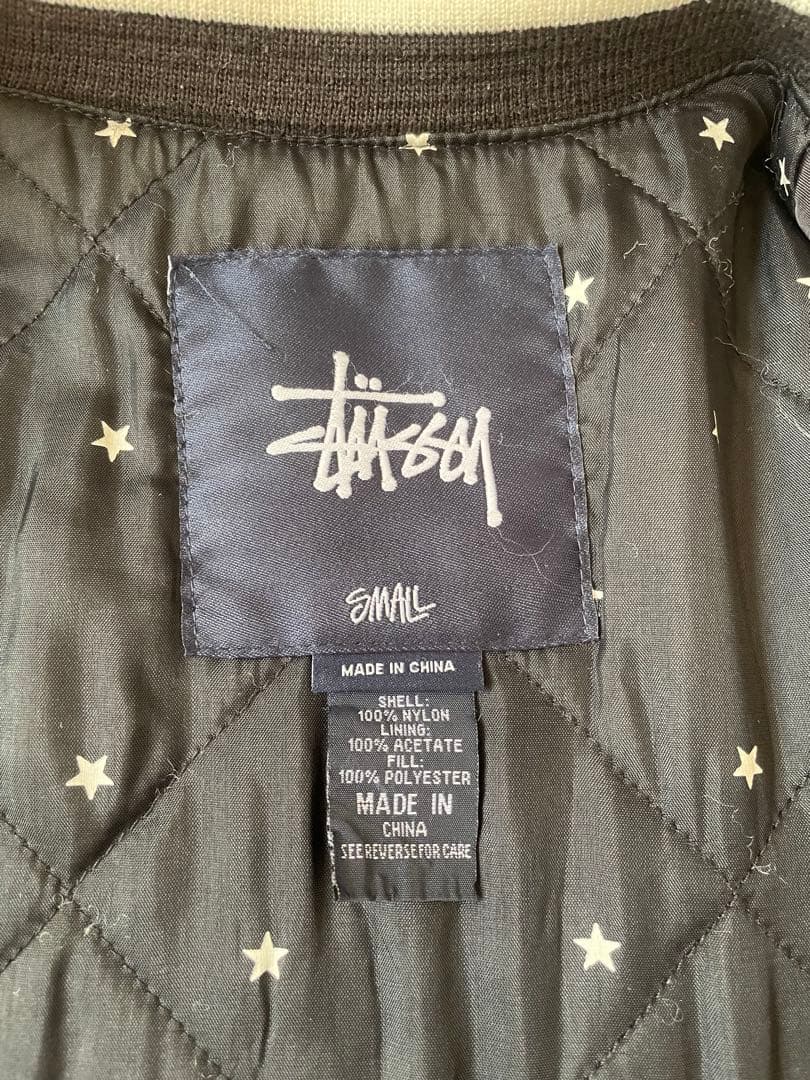 Stüssy
SMALL
MADE IN CHINA
SHELL:
100% NYLON
LINING:
100% ACETATE
FILL:
100% POLYESTER
MADE IN
CHINA
SEE REVERSE FOR CARE